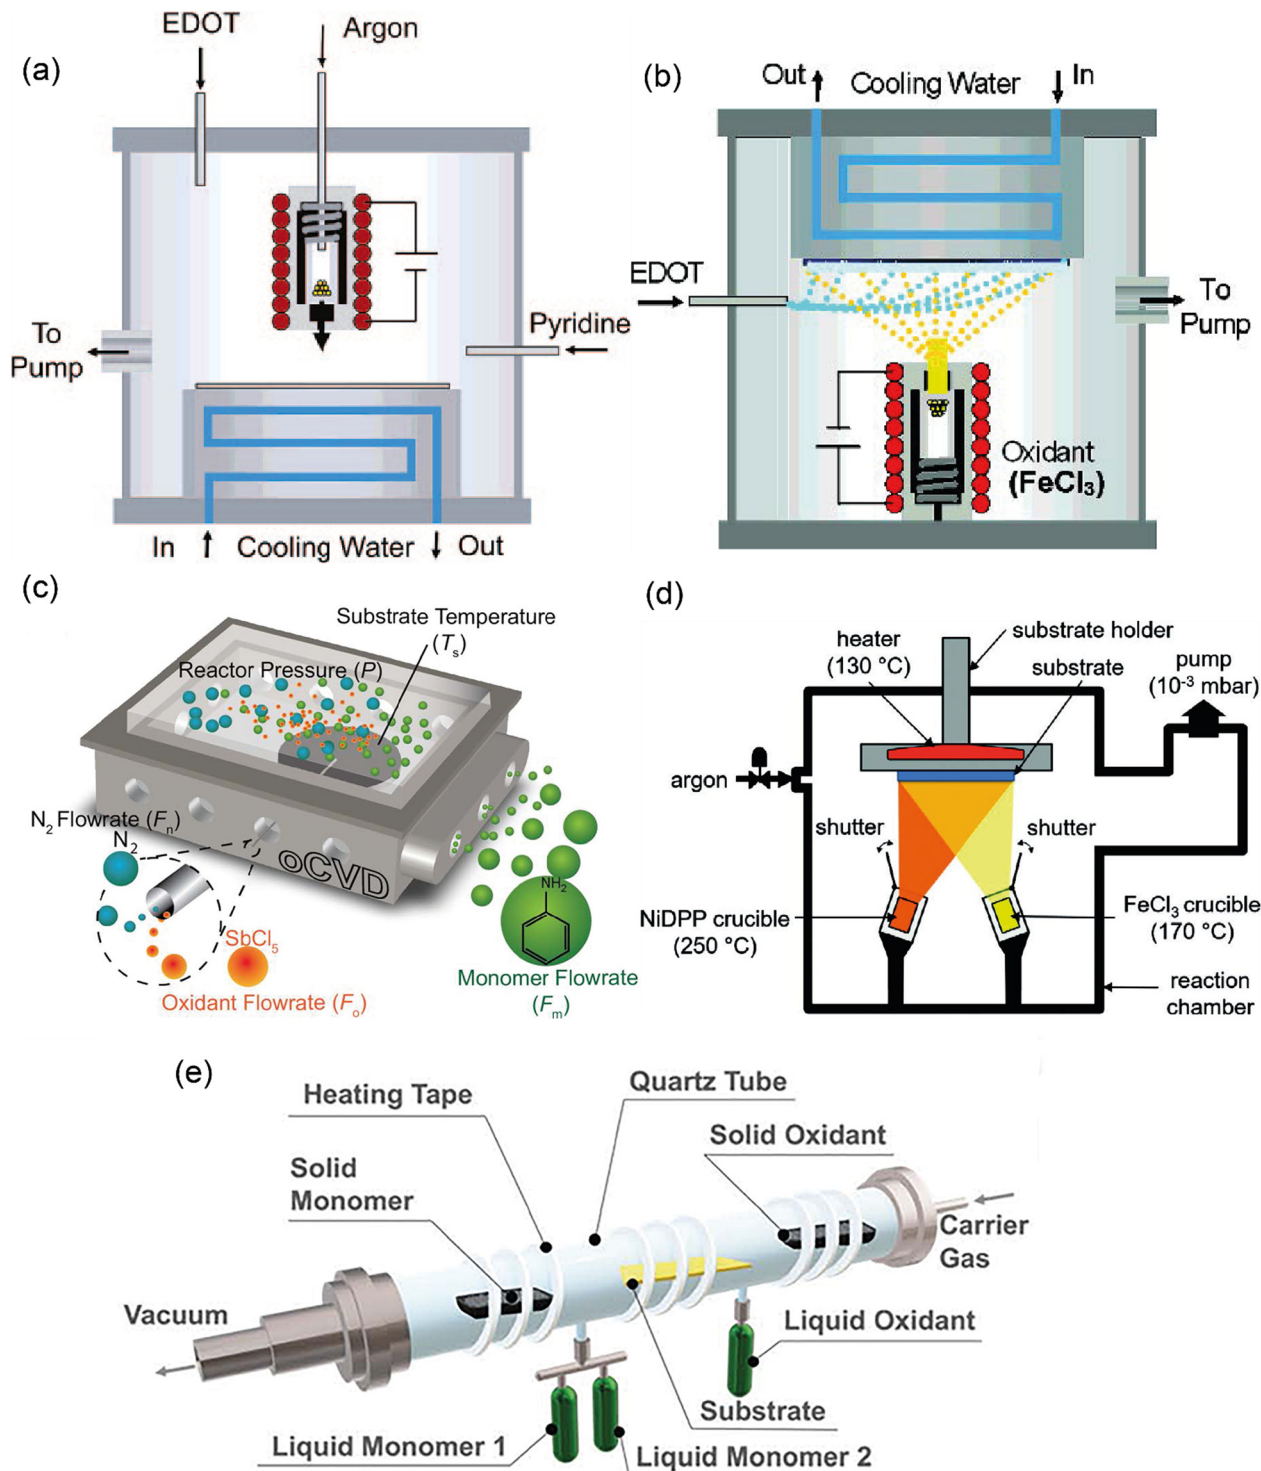 (a)
EDOT
Argon
To
Pump
Pyridine
In
Cooling Water
Out
(b)
Out
Cooling Water
In
EDOT
To
Pump
Oxidant
(FeCl₃)
(c)
Substrate Temperature
(Tₛ)
Reactor Pressure (P)
N₂ Flowrate (Fₙ)
N₂
oCVD
SbCl₅
Oxidant Flowrate (Fₒ)
NH₂
Monomer Flowrate
(Fₘ)
(d)
heater
(130 °C)
substrate holder
substrate
pump
(10⁻³ mbar)
argon
shutter
shutter
NiDPP crucible
(250 °C)
FeCl₃ crucible
(170 °C)
reaction
chamber
(e)
Heating Tape
Quartz Tube
Solid
Monomer
Solid Oxidant
Carrier
Gas
Vacuum
Liquid Oxidant
Substrate
Liquid Monomer 1
Liquid Monomer 2